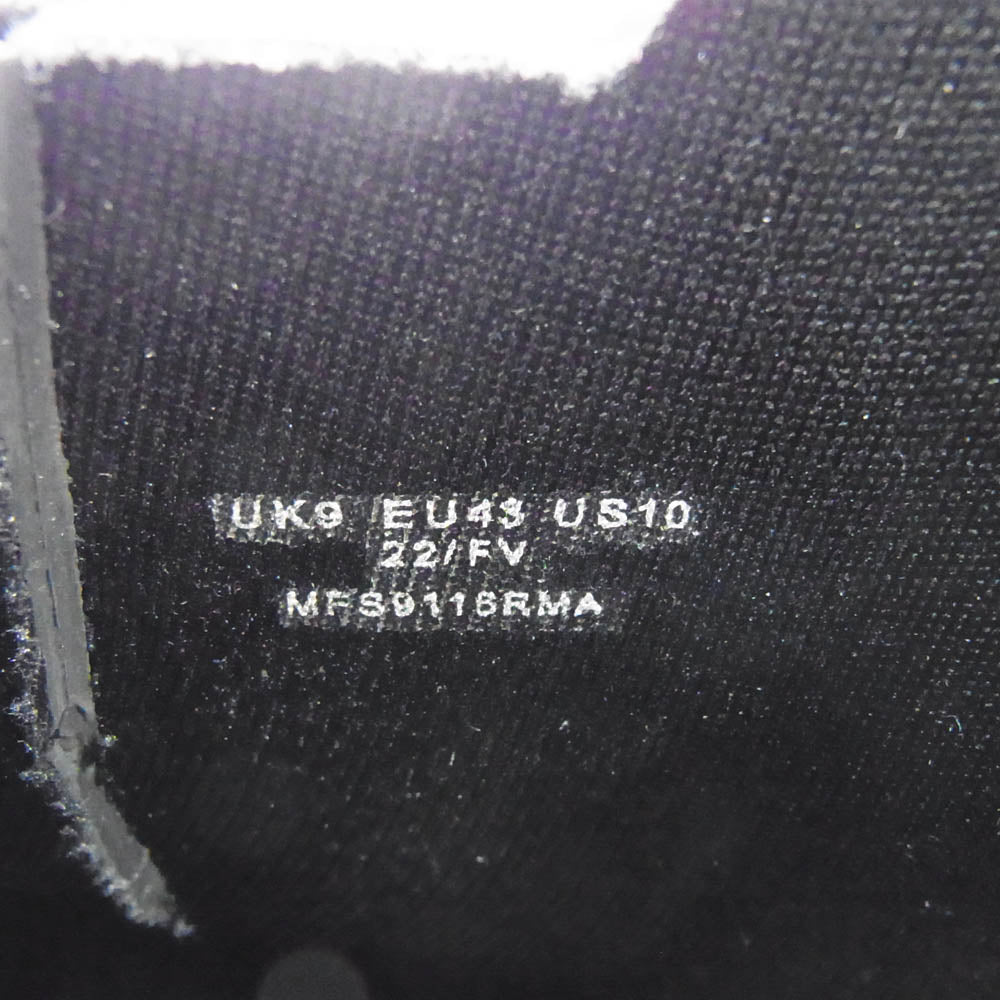 UK9 EU43 US10
22/FV
MFS9116RMA